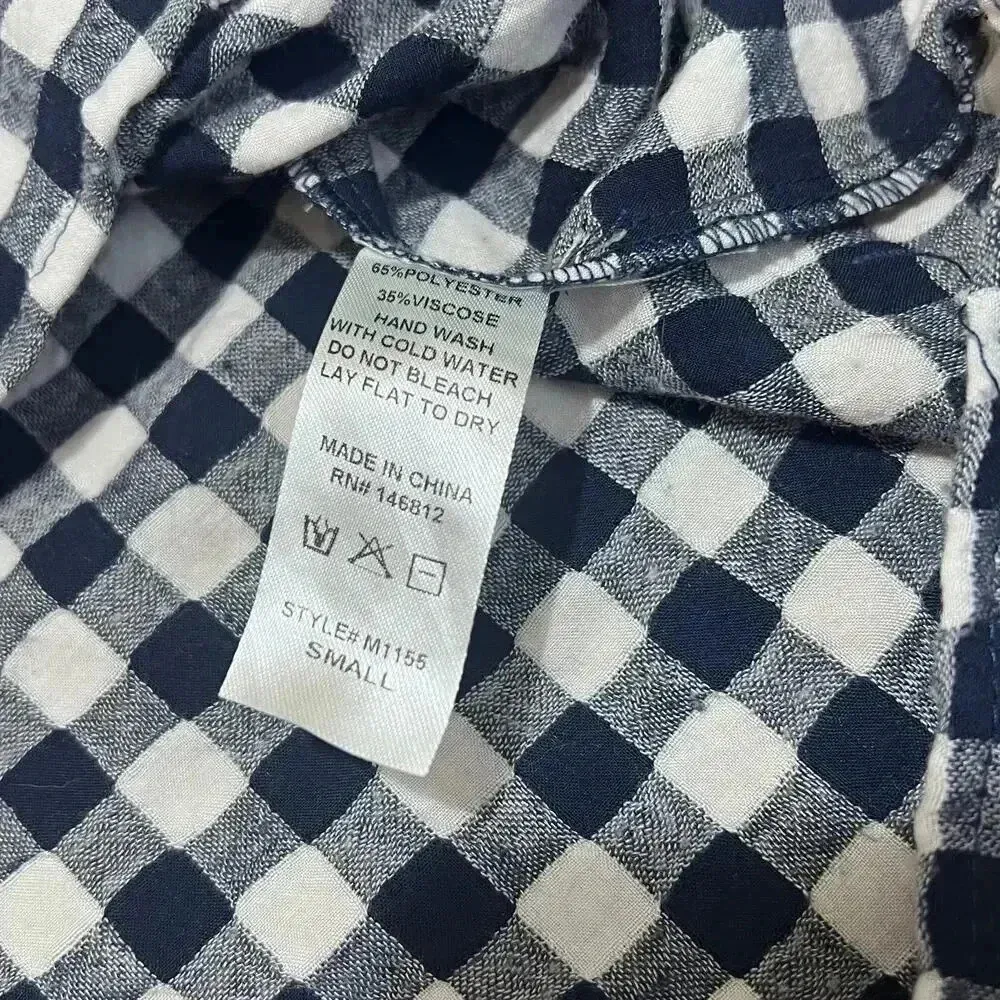 65%POLYESTER
35%VISCOSE
HAND WASH
WITH COLD WATER
DO NOT BLEACH
LAY FLAT TO DRY
MADE IN CHINA
RN# 146812
STYLE# M1155
SMALL